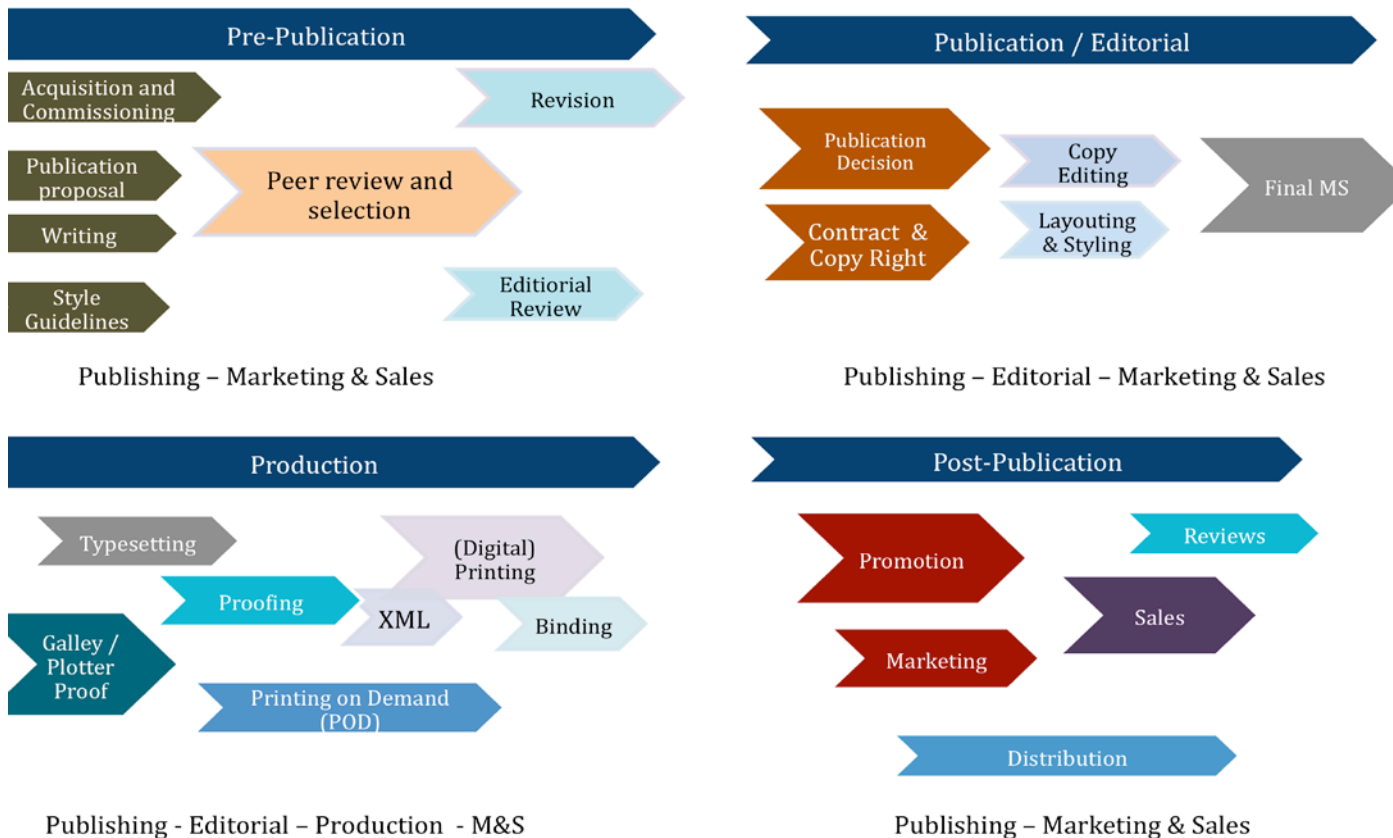 Pre-Publication
Acquisition and
Commissioning
Revision
Publication
proposal
Peer review and
selection
Writing
Style
Guidelines
Editiorial
Review
Publishing – Marketing & Sales
Publication / Editorial
Publication
Decision
Copy
Editing
Final MS
Contract &
Copy Right
Layouting
& Styling
Publishing – Editorial – Marketing & Sales
Production
Typesetting
(Digital)
Printing
Proofing
XML
Binding
Galley /
Plotter
Proof
Printing on Demand
(POD)
Publishing - Editorial – Production - M&S
Post-Publication
Reviews
Promotion
Sales
Marketing
Distribution
Publishing – Marketing & Sales